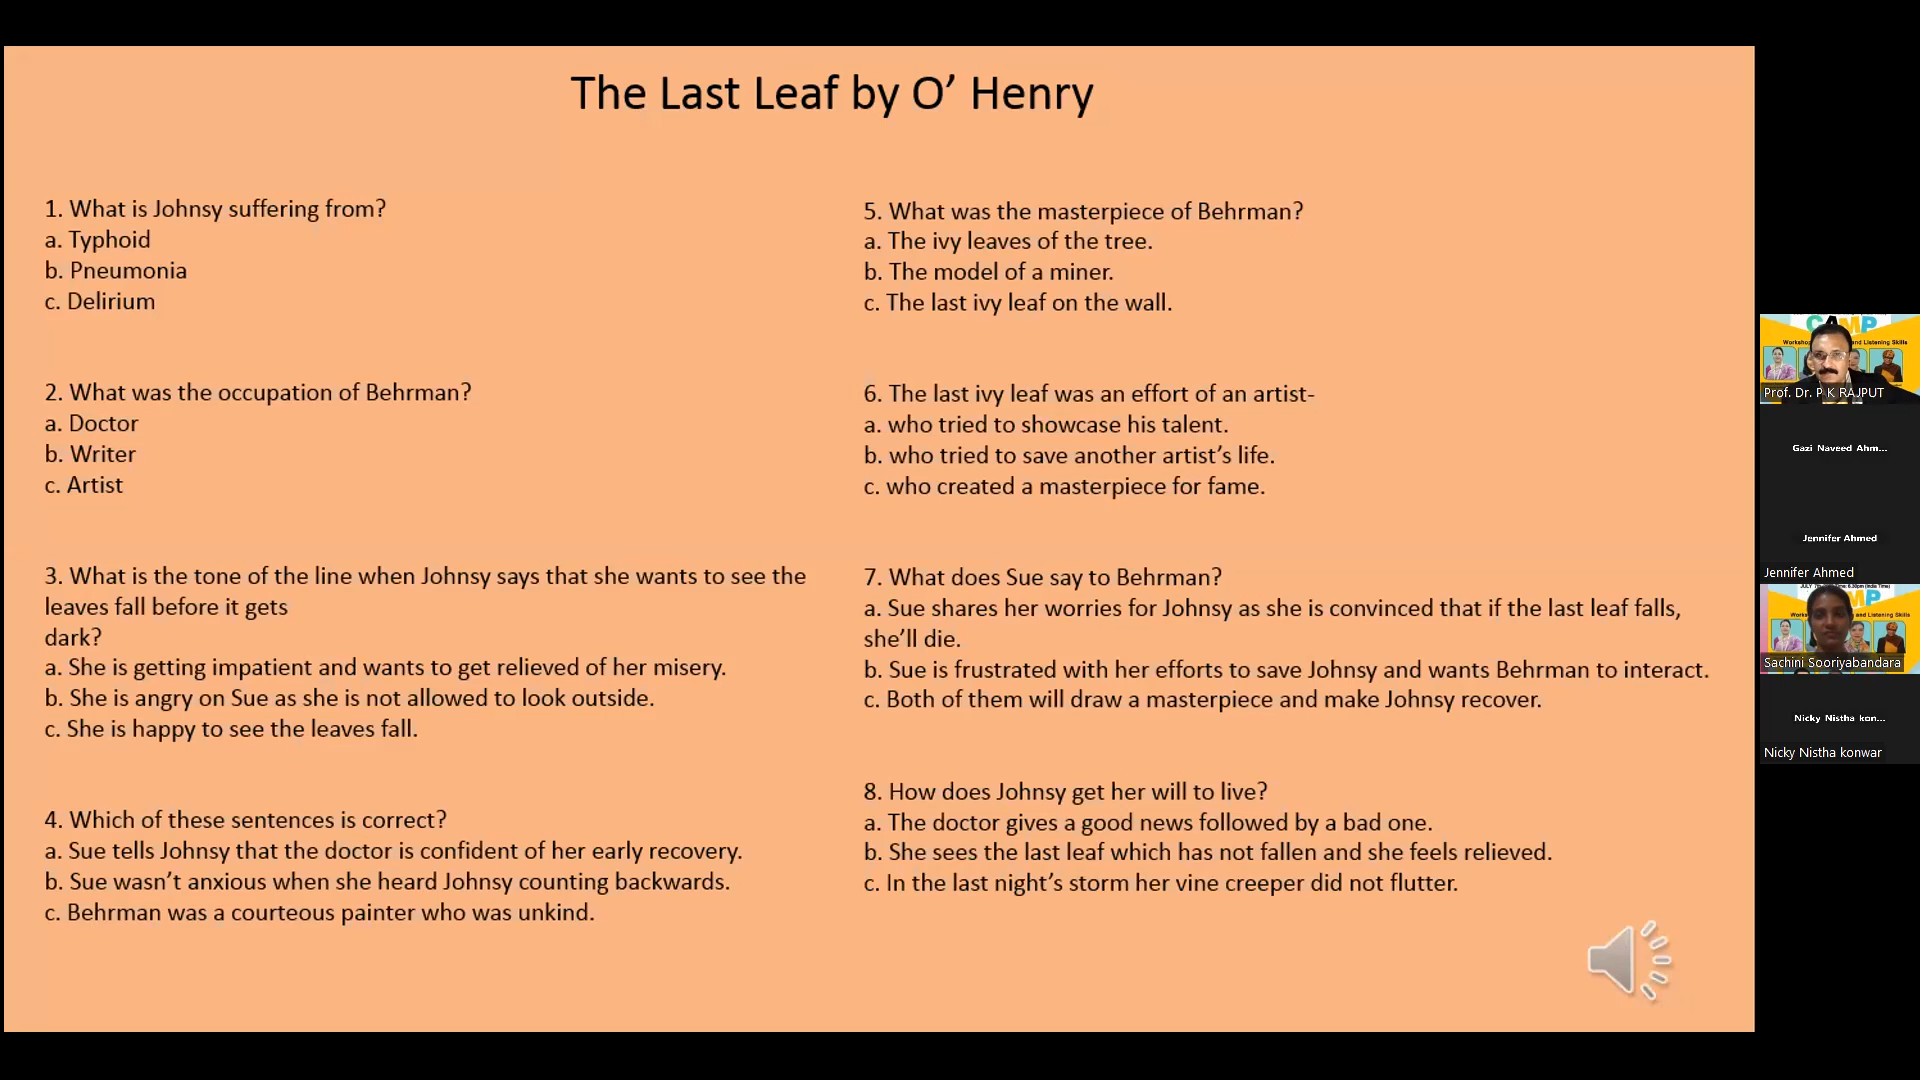 The Last Leaf by O’ Henry
1. What is Johnsy suffering from?
a. Typhoid
b. Pneumonia
c. Delirium
2. What was the occupation of Behrman?
a. Doctor
b. Writer
c. Artist
3. What is the tone of the line when Johnsy says that she wants to see the
leaves fall before it gets
dark?
a. She is getting impatient and wants to get relieved of her misery.
b. She is angry on Sue as she is not allowed to look outside.
c. She is happy to see the leaves fall.
4. Which of these sentences is correct?
a. Sue tells Johnsy that the doctor is confident of her early recovery.
b. Sue wasn’t anxious when she heard Johnsy counting backwards.
c. Behrman was a courteous painter who was unkind.
5. What was the masterpiece of Behrman?
a. The ivy leaves of the tree.
b. The model of a miner.
c. The last ivy leaf on the wall.
6. The last ivy leaf was an effort of an artist-
a. who tried to showcase his talent.
b. who tried to save another artist’s life.
c. who created a masterpiece for fame.
7. What does Sue say to Behrman?
a. Sue shares her worries for Johnsy as she is convinced that if the last leaf falls,
she’ll die.
b. Sue is frustrated with her efforts to save Johnsy and wants Behrman to interact.
c. Both of them will draw a masterpiece and make Johnsy recover.
8. How does Johnsy get her will to live?
a. The doctor gives a good news followed by a bad one.
b. She sees the last leaf which has not fallen and she feels relieved.
c. In the last night’s storm her vine creeper did not flutter.
CAMP
and Listening Skills
Prof. Dr. P K RAJPUT
Gazi Naveed Ahm...
Jennifer Ahmed
Jennifer Ahmed
and Listening Skills
Sachini Sooriyabandara
Nicky Nistha kon...
Nicky Nistha konwar